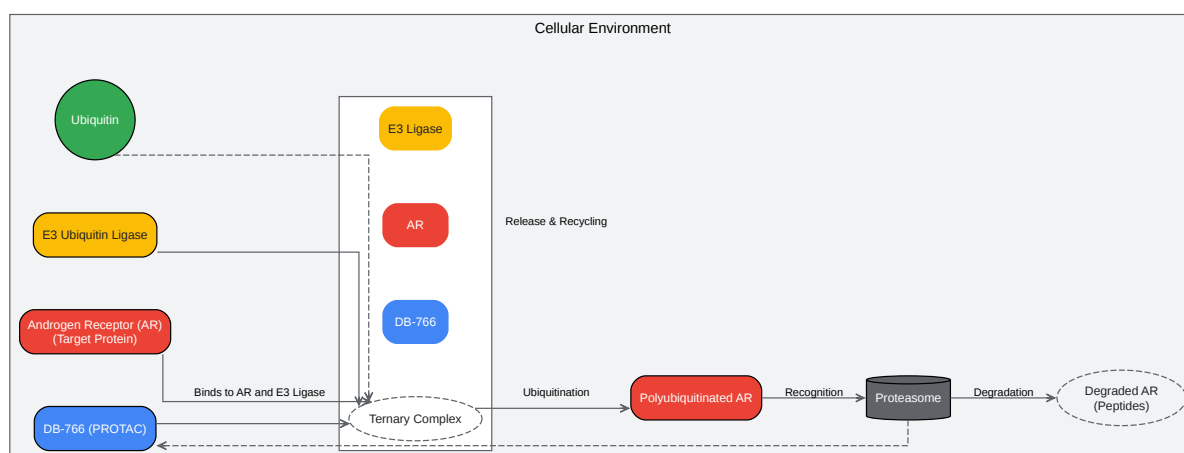 Cellular Environment
Ubiquitin
E3 Ligase
E3 Ubiquitin Ligase
AR
Release & Recycling
Androgen Receptor (AR)
(Target Protein)
DB-766
Binds to AR and E3 Ligase
Ubiquitination
Recognition
Degradation
Polyubiquitinated AR
Proteasome
Degraded AR
(Peptides)
DB-766 (PROTAC)
Ternary Complex